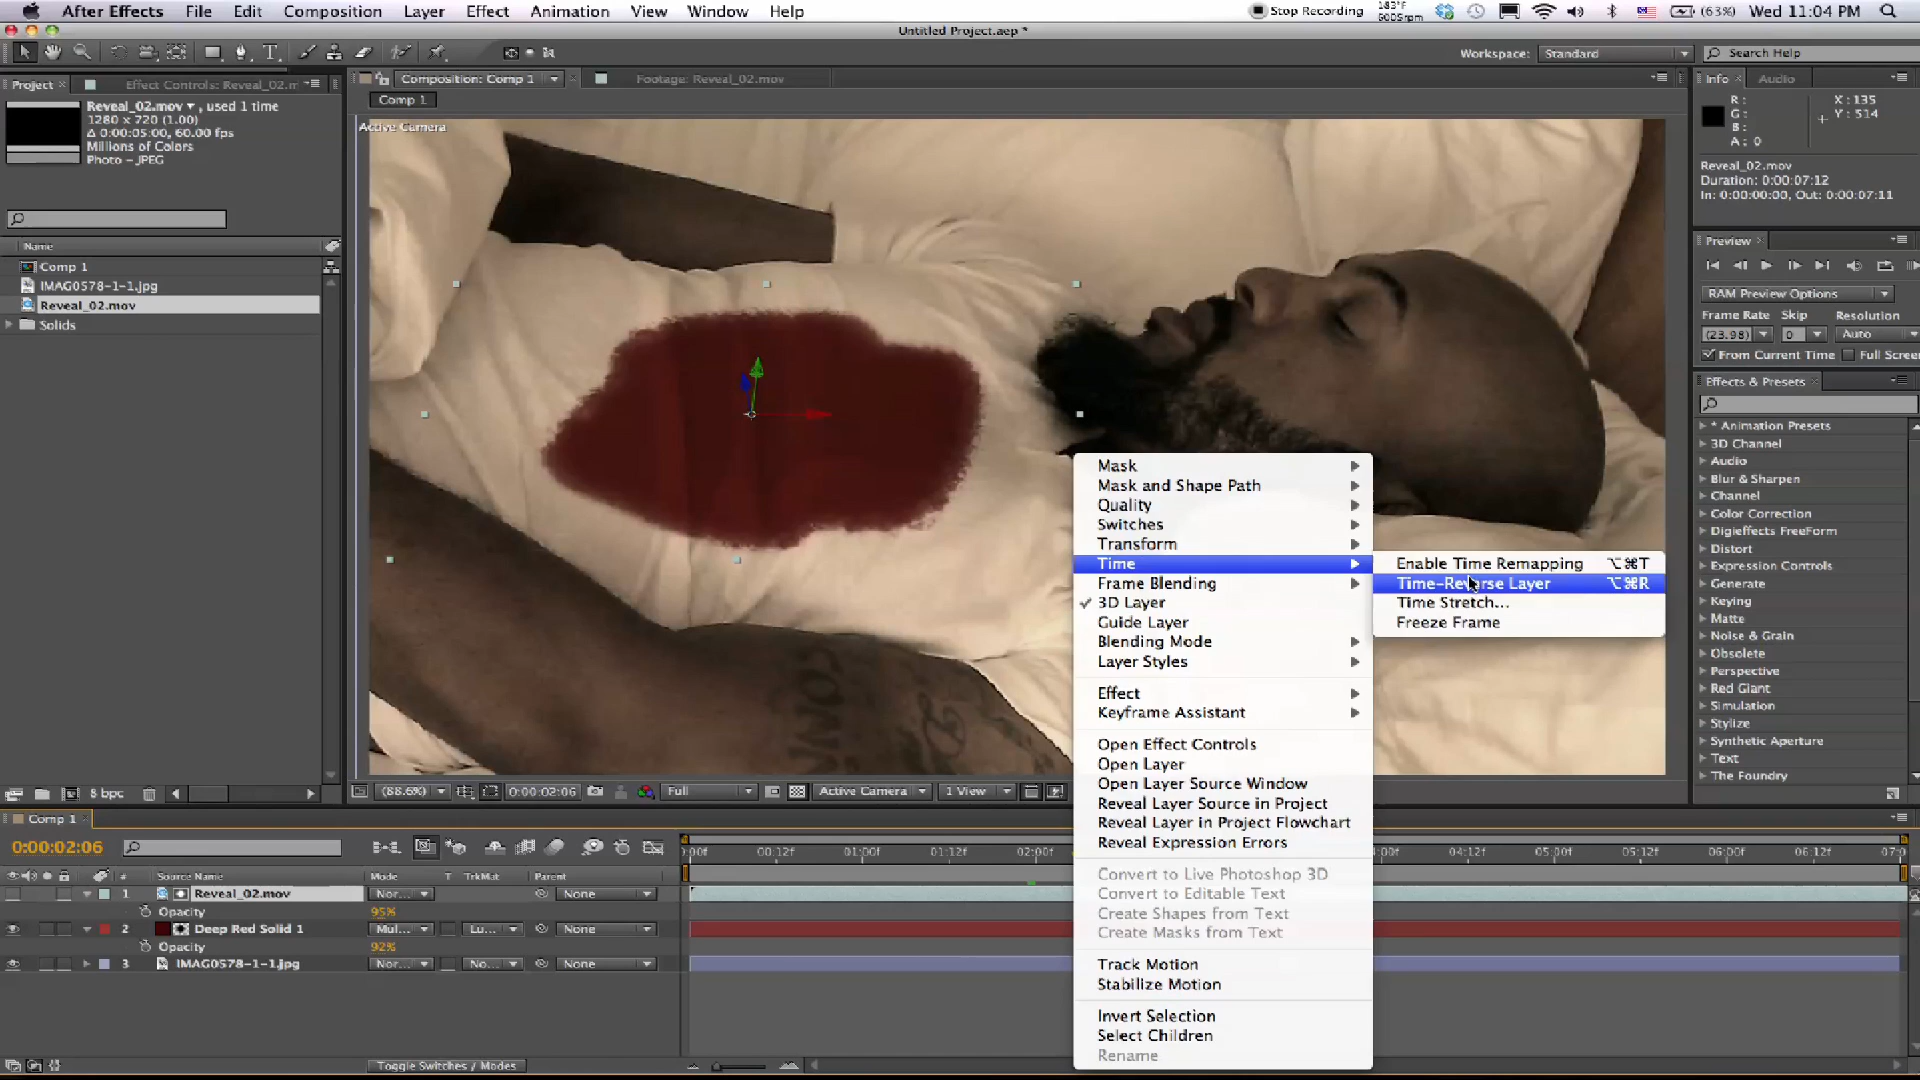 After Effects File Edit Composition Layer Effect Animation View Window Help
Stop Recording
183°F
6005rpm
(63%) Wed 11:04 PM
Untitled Project.aep *
Workspace: Standard
Search Help
Project
Effect Controls: Reveal_02.m
Composition: Comp 1
Footage: Reveal_02.mov
Info
Audio
Comp 1
Active Camera
Reveal_02.mov ▾, used 1 time
1280 x 720 (1.00)
Δ 0:00:05:00, 60.00 fps
Millions of Colors
Photo - JPEG
R :
G :
B :
A : 0
X : 135
Y : 514
Reveal_02.mov
Duration: 0:00:07:12
In: 0:00:00:00, Out: 0:00:07:11
Name
Comp 1
IMAG0578-1-1.jpg
Reveal_02.mov
Solids
Preview
RAM Preview Options
Frame Rate Skip Resolution
(23.98) 0 Auto
From Current Time Full Screen
Effects & Presets
* Animation Presets
3D Channel
Audio
Blur & Sharpen
Channel
Color Correction
Digieffects FreeForm
Distort
Expression Controls
Generate
Keying
Matte
Noise & Grain
Obsolete
Perspective
Red Giant
Simulation
Stylize
Synthetic Aperture
Text
The Foundry
Mask
Mask and Shape Path
Quality
Switches
Transform
Time
Frame Blending
3D Layer
Guide Layer
Blending Mode
Layer Styles
Effect
Keyframe Assistant
Open Effect Controls
Open Layer
Open Layer Source Window
Reveal Layer Source in Project
Reveal Layer in Project Flowchart
Reveal Expression Errors
Convert to Live Photoshop 3D
Convert to Editable Text
Create Shapes from Text
Create Masks from Text
Track Motion
Stabilize Motion
Invert Selection
Select Children
Rename
Enable Time Remapping ⌥⌘T
Time-Reverse Layer ⌥⌘R
Time Stretch...
Freeze Frame
8 bpc
(88.6%)
0:00:02:06
Full
Active Camera
1 View
Comp 1
0:00:02:06
:00f 00:12f 01:00f 01:12f 02:00f 4:00f 04:12f 05:00f 05:12f 06:00f 06:12f 07:0
# Source Name Mode T TrkMat Parent
1 Reveal_02.mov Nor... None
Opacity 95%
2 Deep Red Solid 1 Mul... Lu... None
Opacity 92%
3 IMAG0578-1-1.jpg Nor... No... None
Toggle Switches / Modes